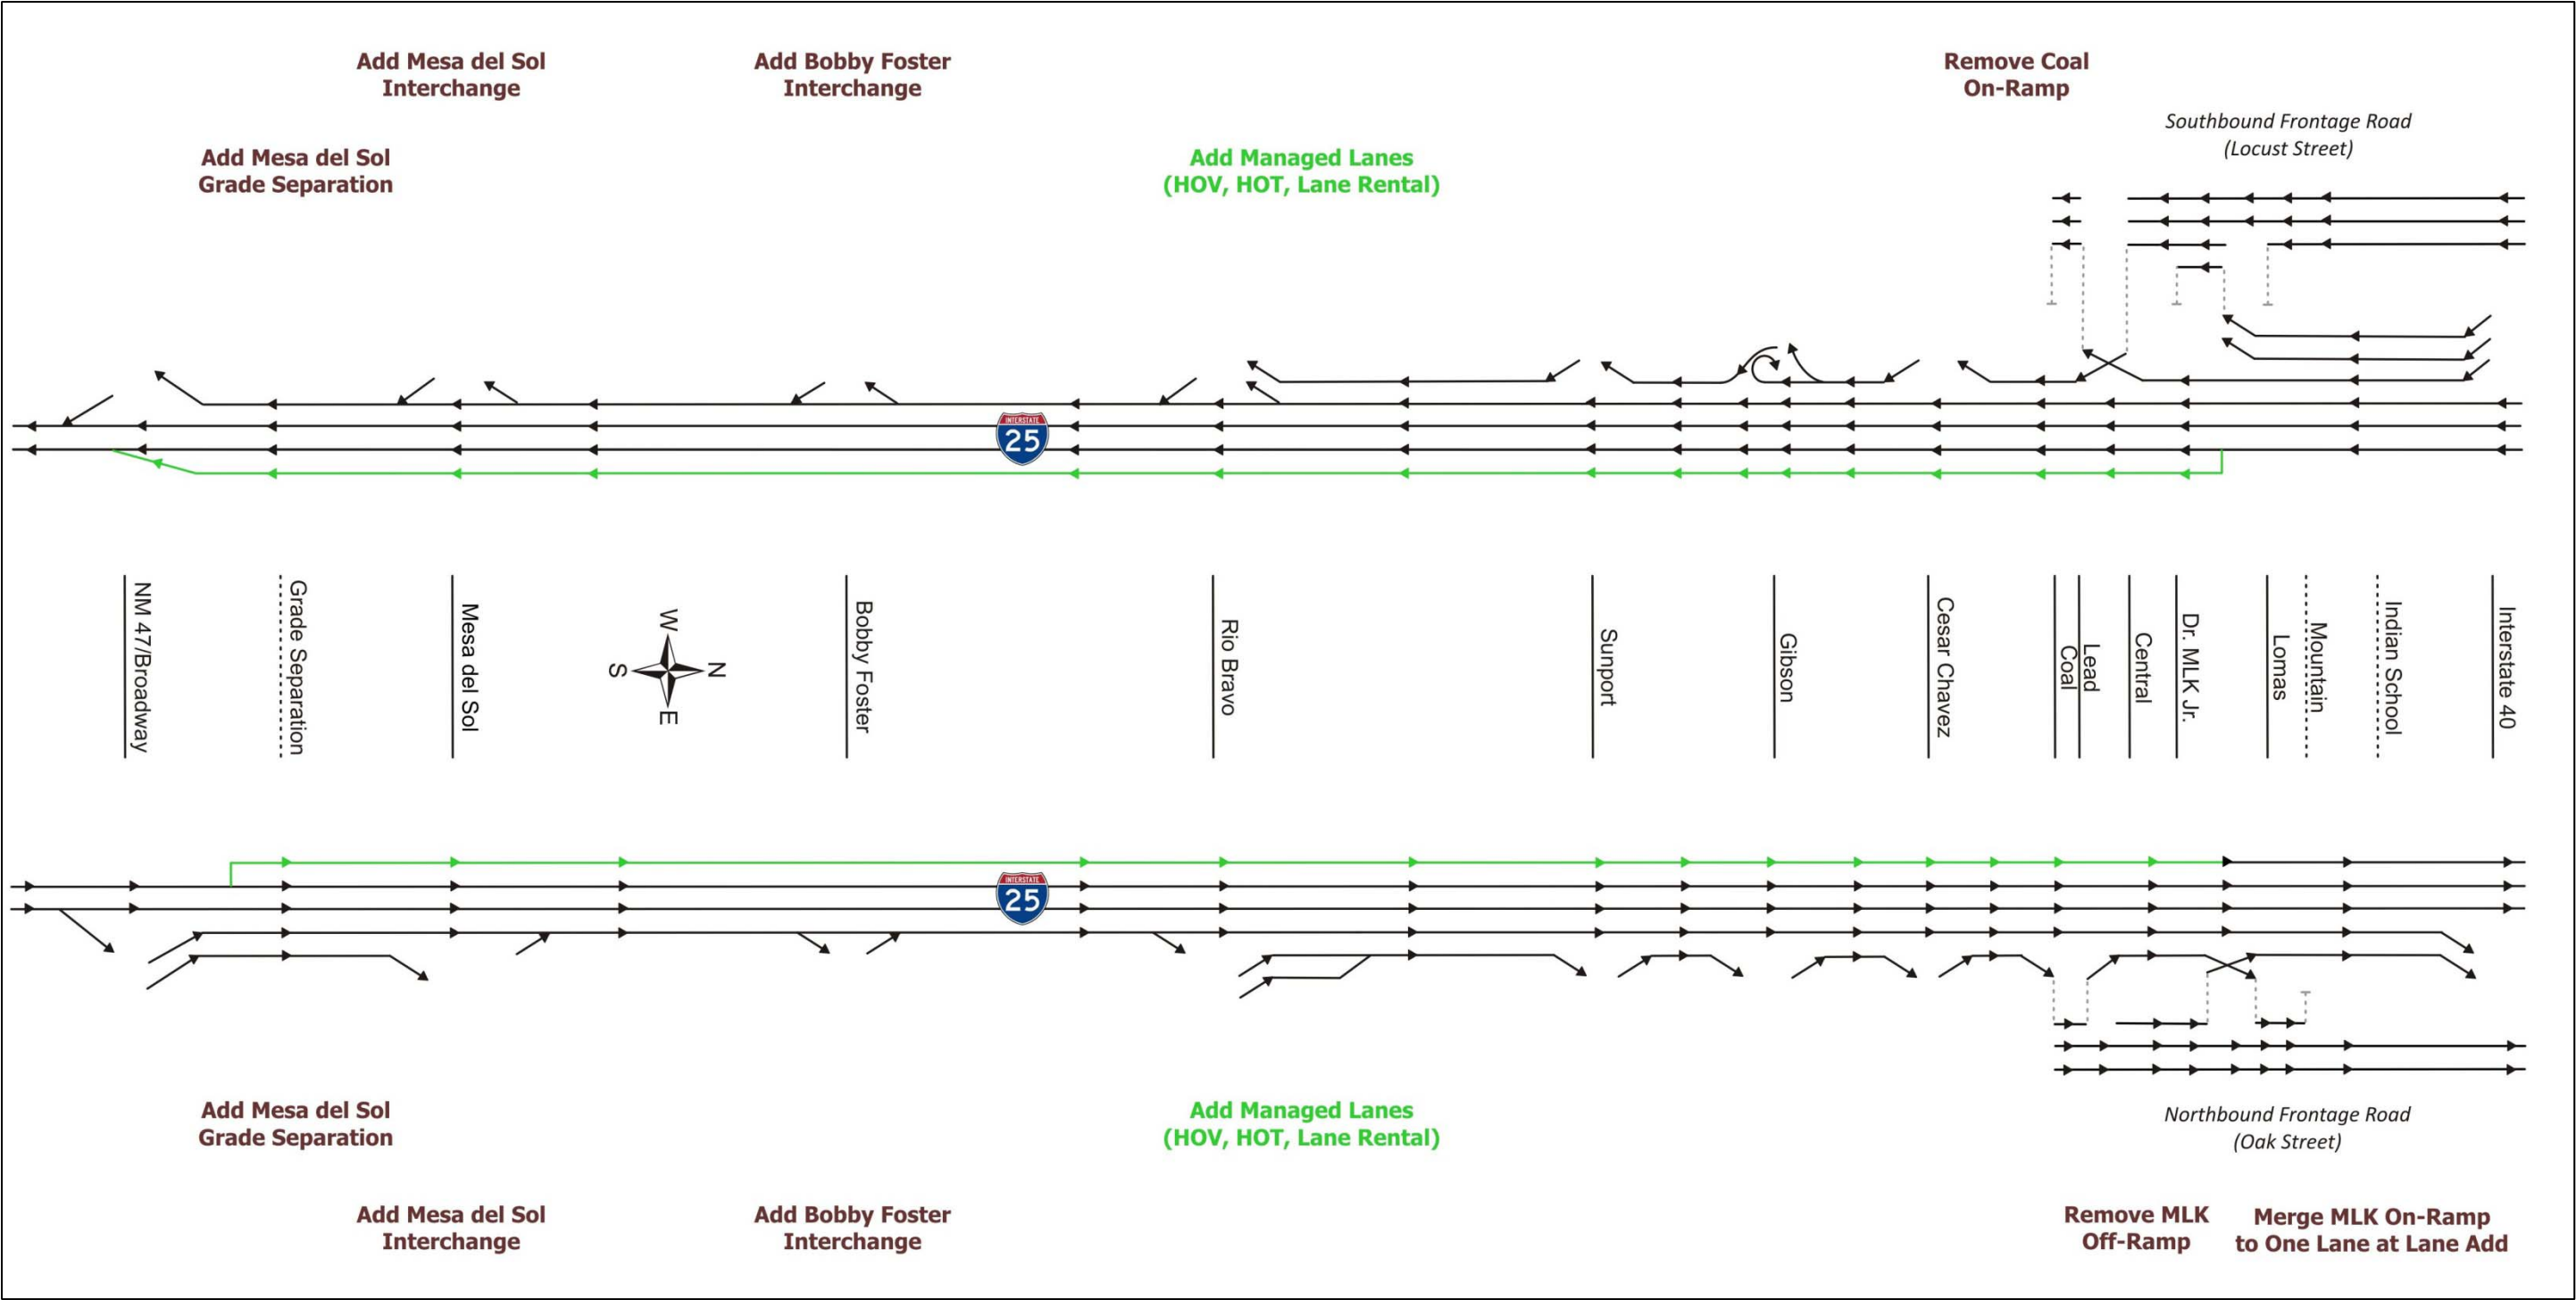 Add Mesa del Sol
Interchange
Add Bobby Foster
Interchange
Remove Coal
On-Ramp
Southbound Frontage Road
(Locust Street)
Add Mesa del Sol
Grade Separation
Add Managed Lanes
(HOV, HOT, Lane Rental)
INTERSTATE
25
NM 47/Broadway
Grade Separation
Mesa del Sol
W
N
S
E
Bobby Foster
Rio Bravo
Sunport
Gibson
Cesar Chavez
Coal
Lead
Central
Dr. MLK Jr.
Lomas
Mountain
Indian School
Interstate 40
INTERSTATE
25
Add Mesa del Sol
Grade Separation
Add Managed Lanes
(HOV, HOT, Lane Rental)
Northbound Frontage Road
(Oak Street)
Add Mesa del Sol
Interchange
Add Bobby Foster
Interchange
Remove MLK
Off-Ramp
Merge MLK On-Ramp
to One Lane at Lane Add